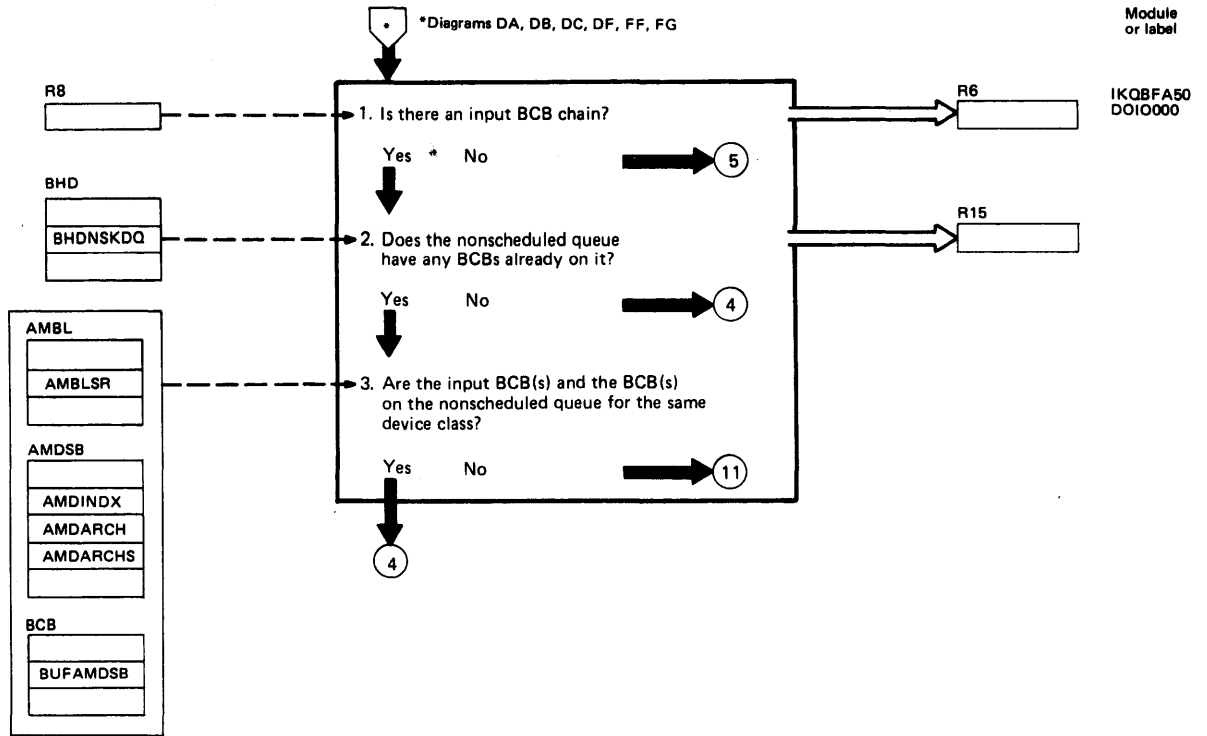 *
*Diagrams DA, DB, DC, DF, FF, FG
Module
or label
R8
1. Is there an input BCB chain?
R6
IKQBFA50
DOIO000
Yes * No
5
BHD
BHDNSKDQ
2. Does the nonscheduled queue
have any BCBs already on it?
R15
Yes No
4
AMBL
AMBLSR
3. Are the input BCB(s) and the BCB(s)
on the nonscheduled queue for the same
device class?
AMDSB
Yes No
11
AMDINDX
AMDARCH
AMDARCHS
4
BCB
BUFAMDSB